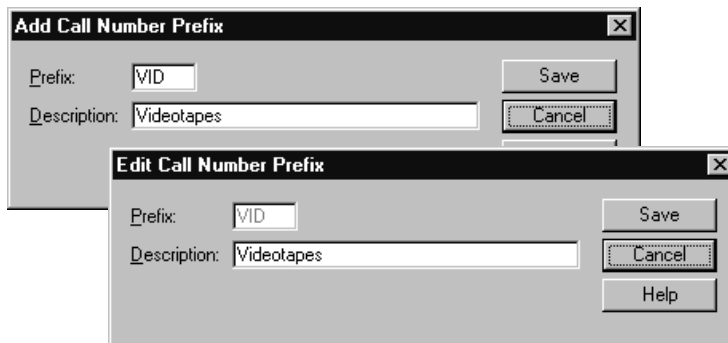 Add Call Number Prefix
Prefix: VID Save
Description: Videotapes Cancel
Edit Call Number Prefix
Prefix: VID Save
Description: Videotapes Cancel
Help